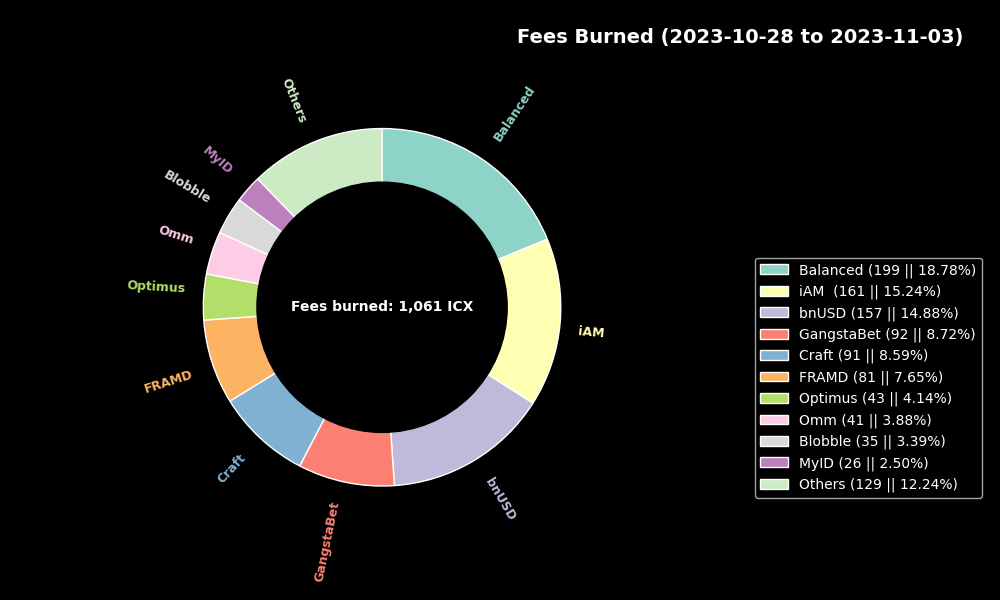 Fees Burned (2023-10-28 to 2023-11-03)
Others
Balanced
MyID
Blobble
Omm
Optimus
FRAMD
Craft
GangstaBet
bnUSD
iAM
Fees burned: 1,061 ICX
Balanced (199 || 18.78%)
iAM  (161 || 15.24%)
bnUSD (157 || 14.88%)
GangstaBet (92 || 8.72%)
Craft (91 || 8.59%)
FRAMD (81 || 7.65%)
Optimus (43 || 4.14%)
Omm (41 || 3.88%)
Blobble (35 || 3.39%)
MyID (26 || 2.50%)
Others (129 || 12.24%)